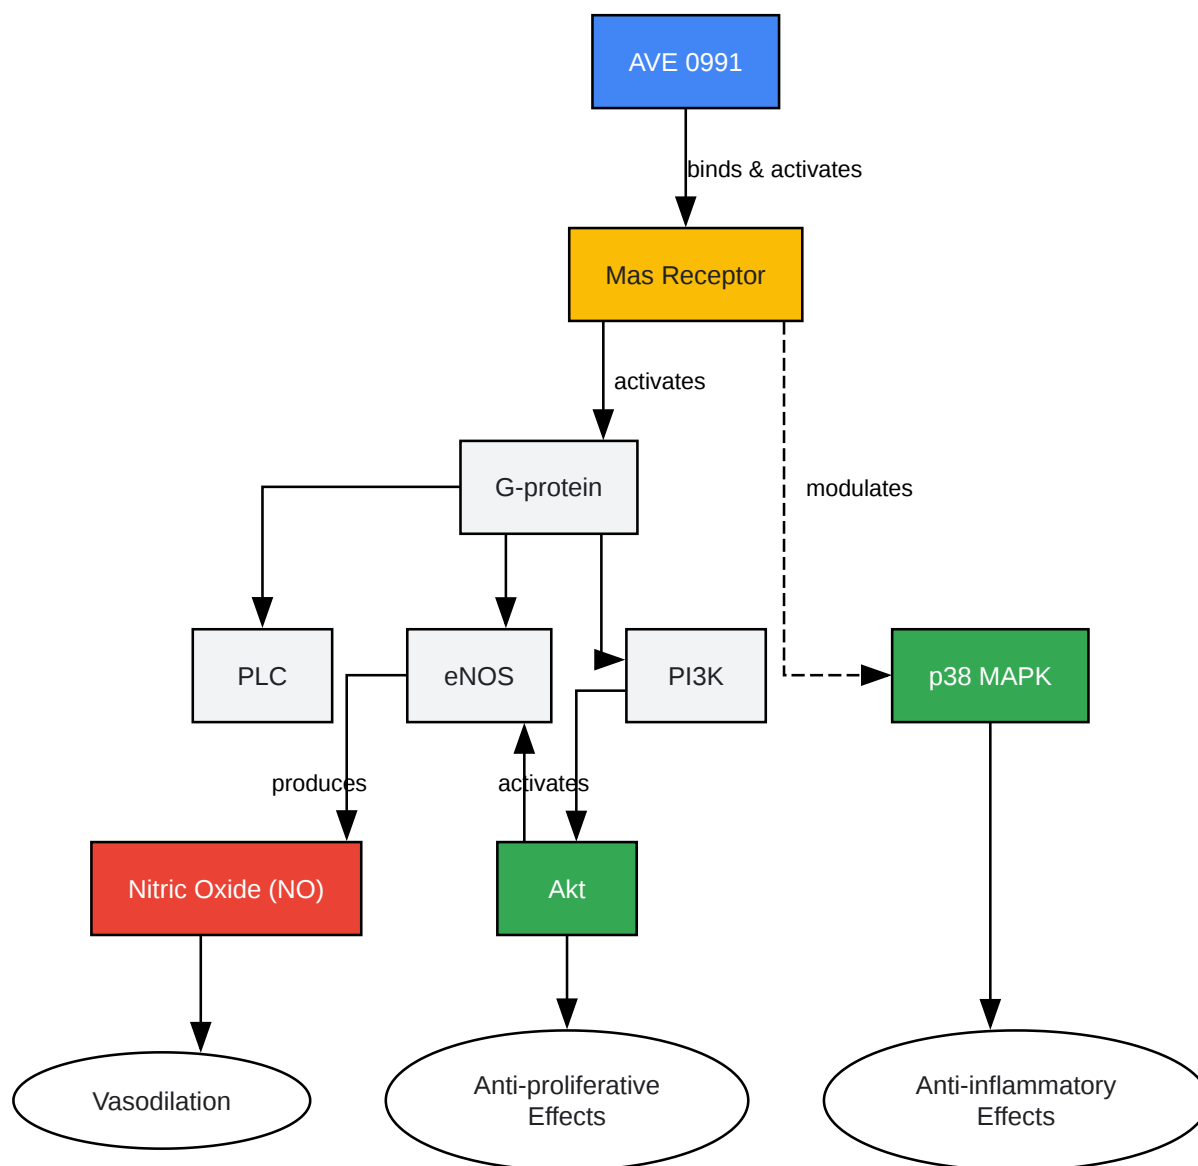 AVE 0991
binds & activates
Mas Receptor
activates
G-protein
modulates
PLC
eNOS
PI3K
p38 MAPK
produces
activates
Nitric Oxide (NO)
Akt
Vasodilation
Anti-proliferative
Effects
Anti-inflammatory
Effects